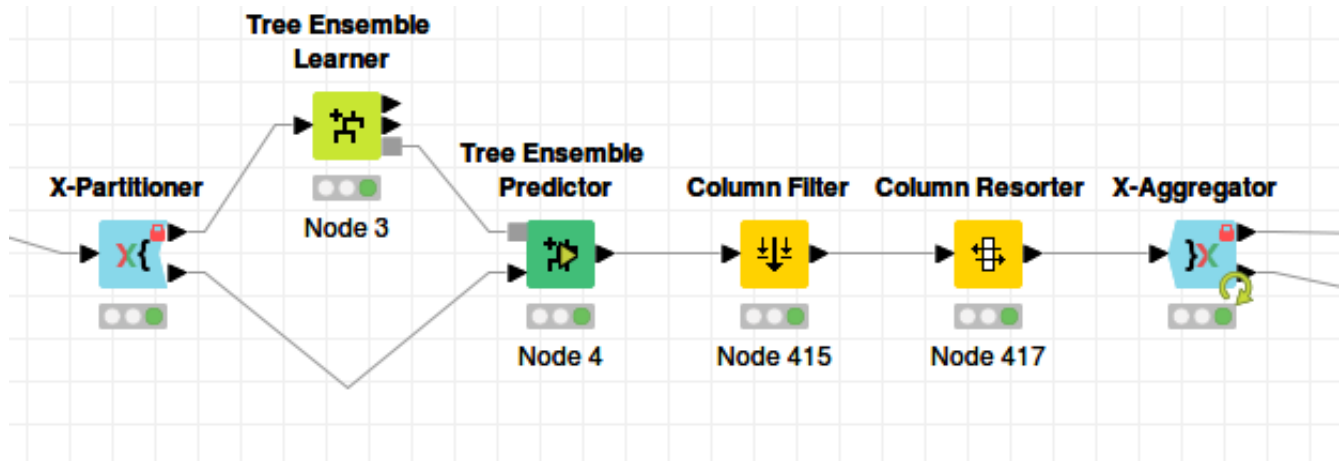 Tree Ensemble
Learner
Node 3
X-Partitioner
Tree Ensemble
Predictor
Node 4
Column Filter
Node 415
Column Resorter
Node 417
X-Aggregator